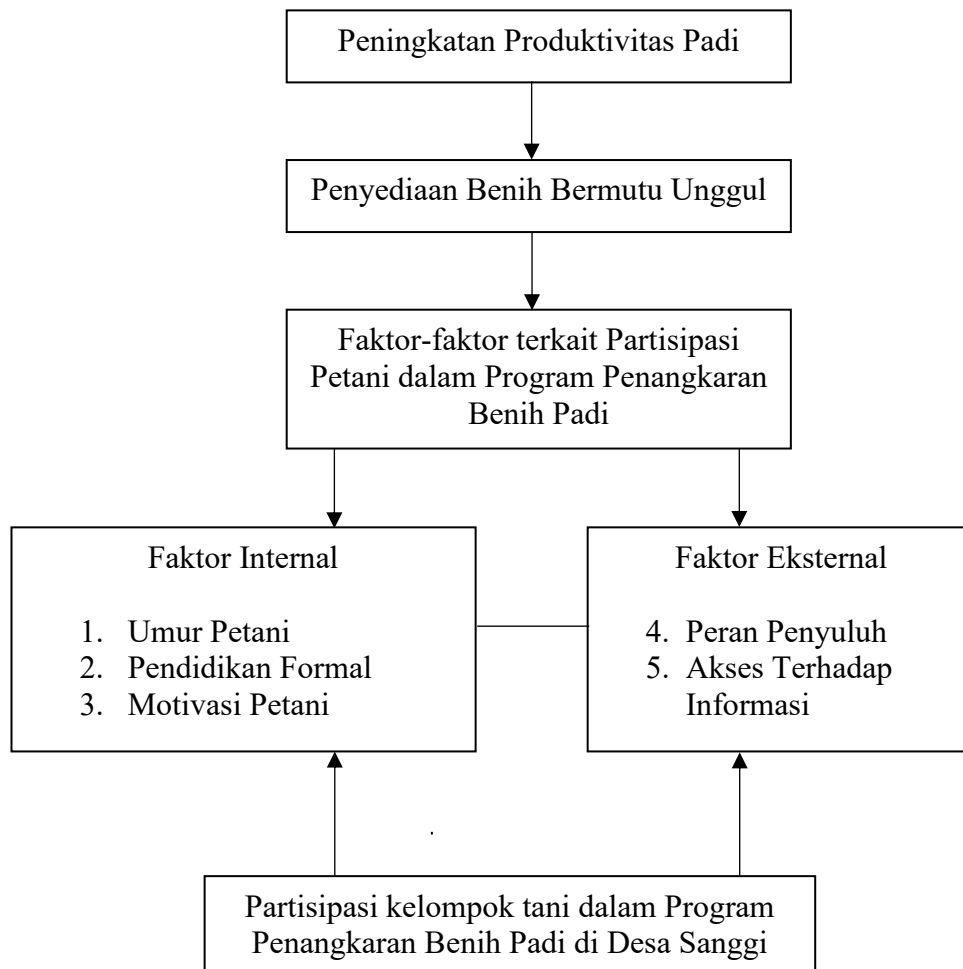 Peningkatan Produktivitas Padi
Penyediaan Benih Bermutu Unggul
Faktor-faktor terkait Partisipasi
Petani dalam Program Penangkaran
Benih Padi
Faktor Internal
1. Umur Petani
2. Pendidikan Formal
3. Motivasi Petani
Faktor Eksternal
4. Peran Penyuluh
5. Akses Terhadap
Informasi
Partisipasi kelompok tani dalam Program
Penangkaran Benih Padi di Desa Sanggi